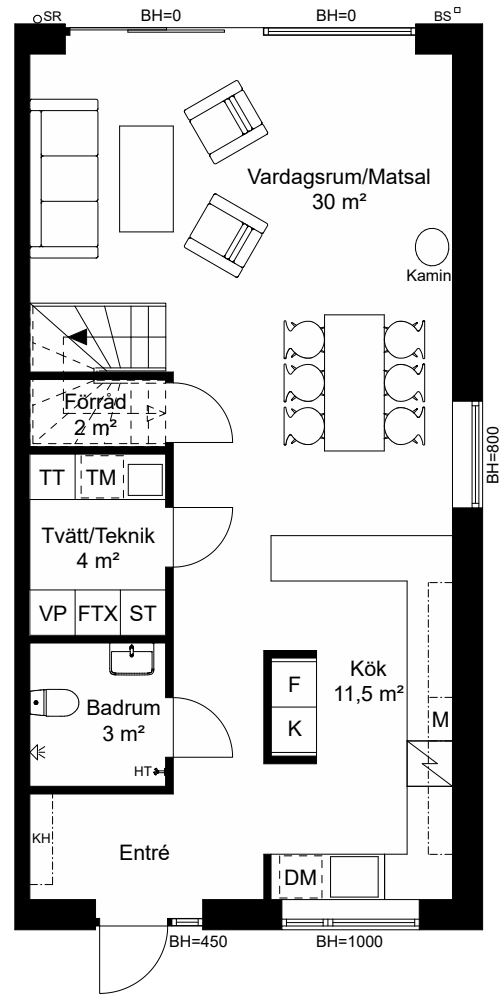 SR
BH=0
BH=0
BS
Vardagsrum/Matsal
30 m²
Kamin
Förråd
2 m²
BH=800
TT
TM
Tvätt/Teknik
4 m²
VP
FTX
ST
Kök
11,5 m²
F
K
M
Badrum
3 m²
HT
KH
Entré
DM
BH=450
BH=1000